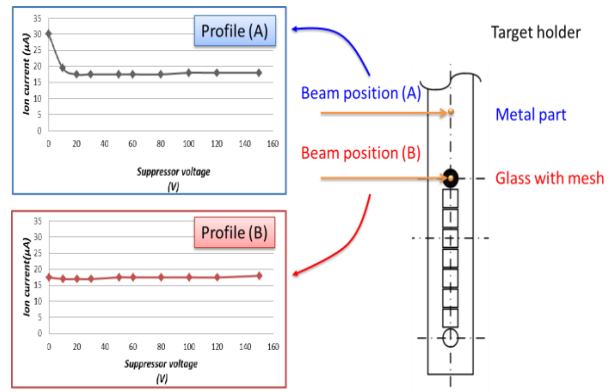 Profile (A)
Ion current (µA)
35
30
25
20
15
10
5
0
0 20 40 60 80 100 120 140 160
Suppressor voltage
(V)
Beam position (A)
Beam position (B)
Target holder
Metal part
Glass with mesh
Profile (B)
Ion current(µA)
35
30
25
20
15
10
5
0
0 20 40 60 80 100 120 140 160
Suppressor voltage
(V)